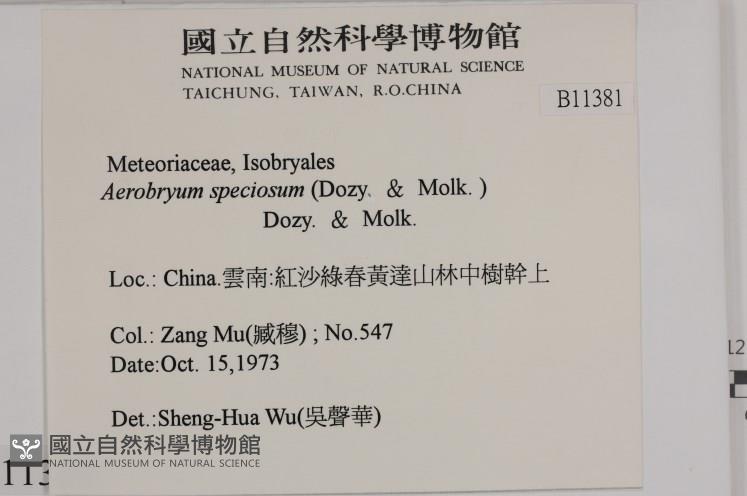 國立自然科學博物館
NATIONAL MUSEUM OF NATURAL SCIENCE
TAICHUNG, TAIWAN, R.O.CHINA
B11381
Meteoriaceae, Isobryales
Aerobryum speciosum (Dozy. & Molk. )
Dozy. & Molk.
Loc.: China.雲南:紅沙綠春黃達山林中樹幹上
Col.: Zang Mu(臧穆) ; No.547
Date:Oct. 15,1973
Det.:Sheng-Hua Wu(吳聲華)
國立自然科學博物館
NATIONAL MUSEUM OF NATURAL SCIENCE
113
12